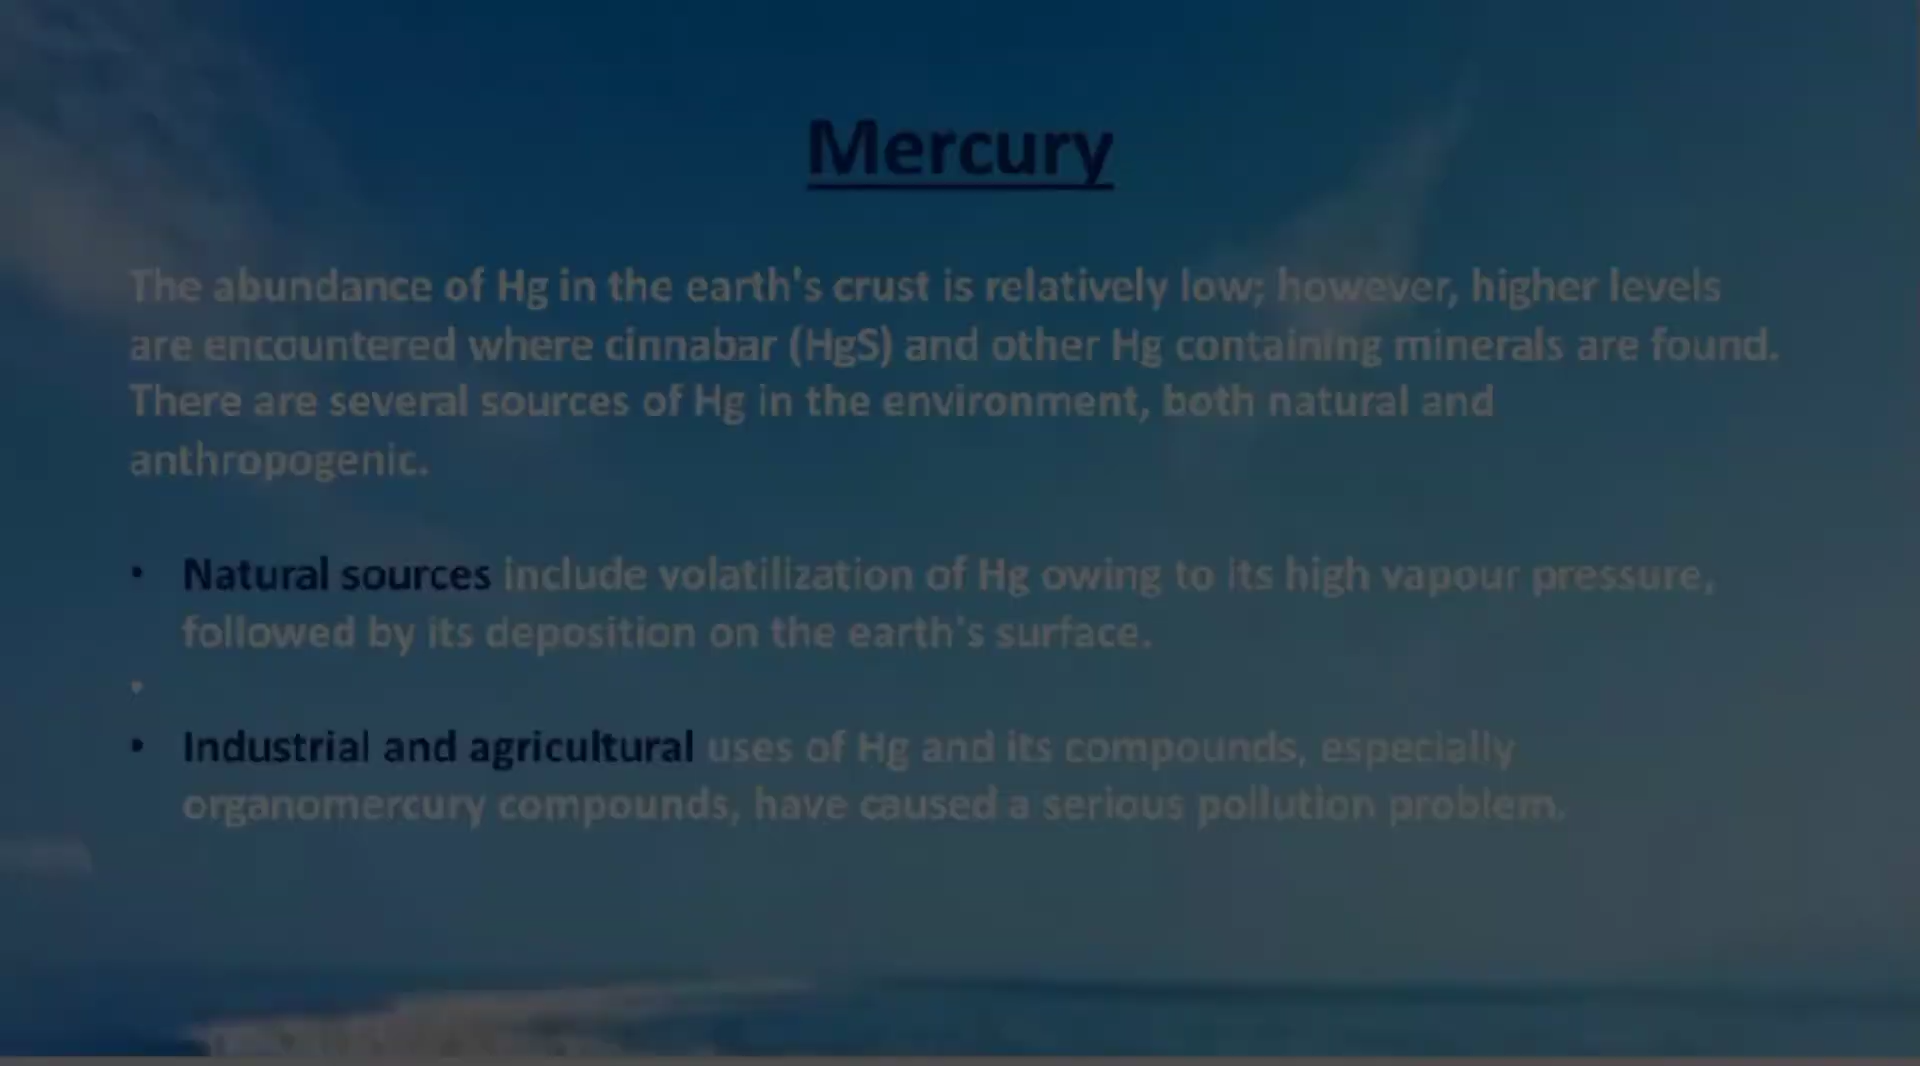 Mercury
The abundance of Hg in the earth's crust is relatively low; however, higher levels
are encountered where cinnabar (HgS) and other Hg containing minerals are found.
There are several sources of Hg in the environment, both natural and
anthropogenic.
• Natural sources include volatilization of Hg owing to its high vapour pressure,
followed by its deposition on the earth's surface.
•
• Industrial and agricultural uses of Hg and its compounds, especially
organomercury compounds, have caused a serious pollution problem.